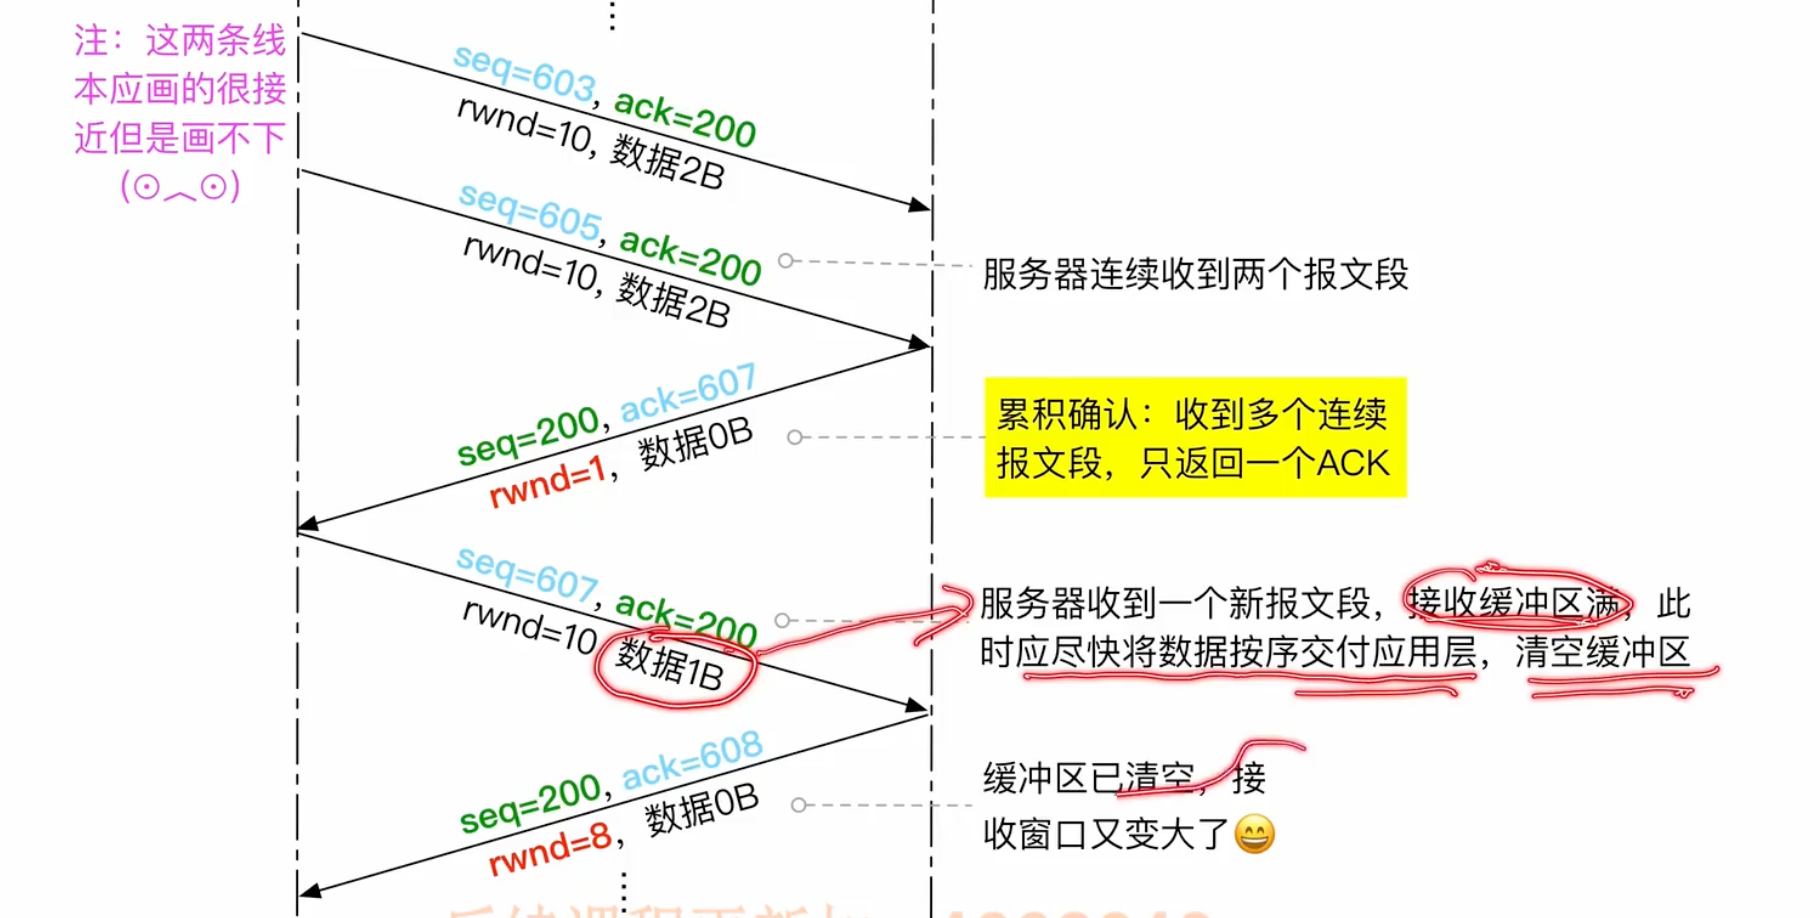 注：这两条线
本应画的很接
近但是画不下
(⊙︿⊙)
seq=603, ack=200
rwnd=10, 数据2B
seq=605, ack=200
rwnd=10, 数据2B
服务器连续收到两个报文段
seq=200, ack=607
rwnd=1, 数据0B
累积确认：收到多个连续
报文段，只返回一个ACK
seq=607, ack=200
rwnd=10 数据1B
服务器收到一个新报文段，接收缓冲区满，此
时应尽快将数据按序交付应用层，清空缓冲区
seq=200, ack=608
rwnd=8, 数据0B
缓冲区已清空，接
收窗口又变大了😄